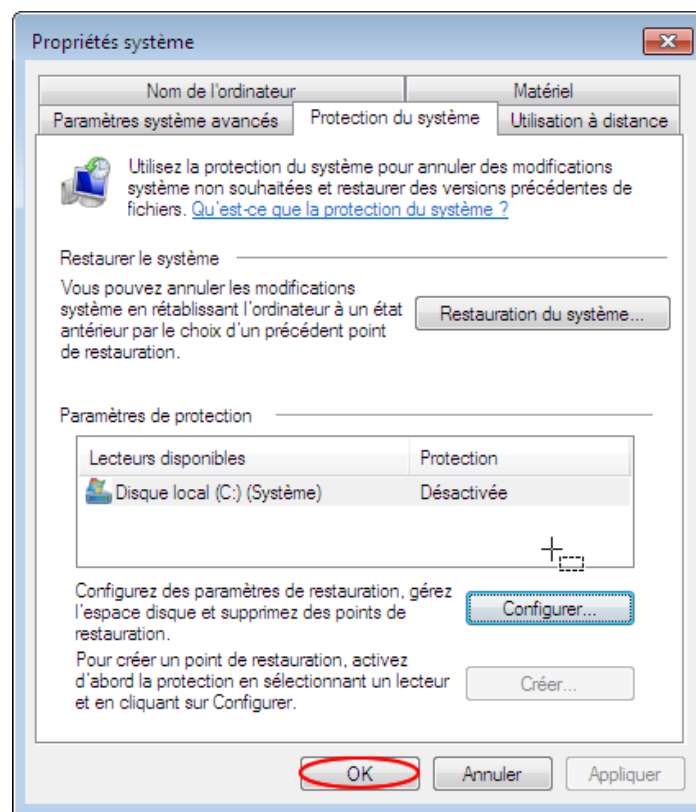 Propriétés système
Nom de l'ordinateur
Matériel
Paramètres système avancés
Protection du système
Utilisation à distance
Utilisez la protection du système pour annuler des modifications
système non souhaitées et restaurer des versions précédentes de
fichiers. Qu'est-ce que la protection du système ?
Restaurer le système
Vous pouvez annuler les modifications
système en rétablissant l'ordinateur à un état
antérieur par le choix d'un précédent point
de restauration.
Restauration du système...
Paramètres de protection
Lecteurs disponibles
Protection
Disque local (C:) (Système)
Désactivée
Configurez des paramètres de restauration, gérez
l'espace disque et supprimez des points de
restauration.
Configurer...
Pour créer un point de restauration, activez
d'abord la protection en sélectionnant un lecteur
et en cliquant sur Configurer.
Créer...
OK
Annuler
Appliquer